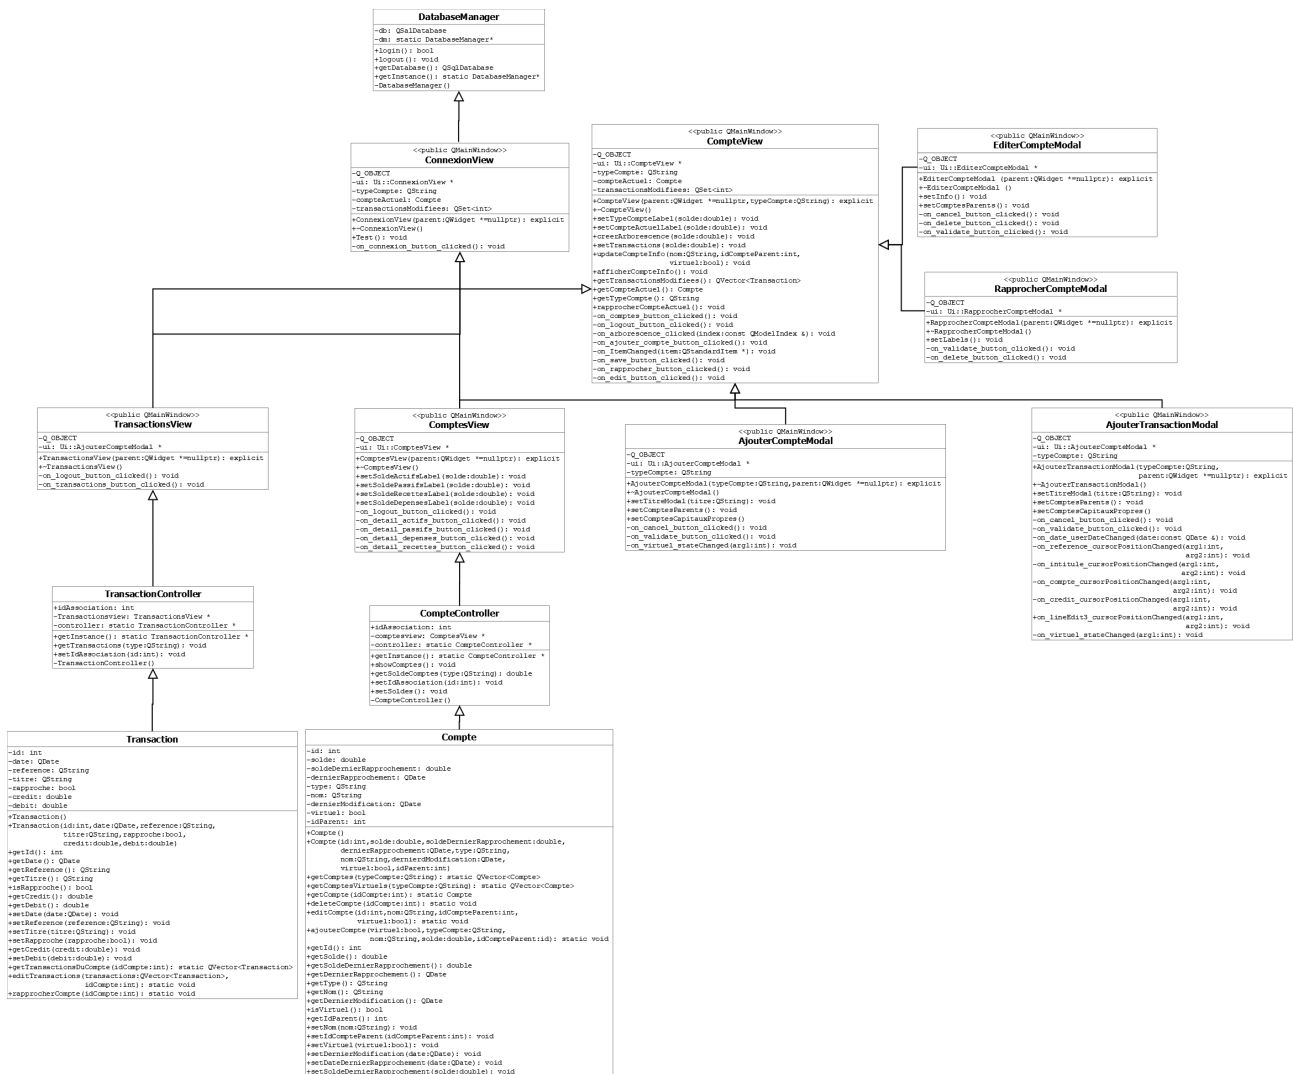 DatabaseManager
-db: QSalDatabase
-dm: static DatabaseManager*
+login(): bool
+logout(): void
+getDatabase(): QSqlDatabase
+getInstance(): static DatabaseManager*
-DatabaseManager()
<<public QMainWindow>>
ConnexionView
-Q_OBJECT
-ui: Ui::ConnexionView *
-typeCompte: QString
-compteActuel: Compte
-transactionsModifiees: QSet<int>
+ConnexionView(parent:QWidget *=nullptr): explicit
+~ConnexionView()
+Test(): void
-on_connexion_button_clicked(): void
<<public QMainWindow>>
CompteView
-Q_OBJECT
-ui: Ui::CompteView *
-typeCompte: QString
-compteActuel: Compte
-transactionsModifiees: QSet<int>
+CompteView(parent:QWidget *=nullptr,typeCompte:QString): explicit
+~CompteView()
+setTypeCompteLabel(solde:double): void
+setCompteActuelLabel(solde:double): void
+creerArborescence(solde:double): void
+setTransactions(solde:double): void
+updateCompteInfo(nom:QString,idCompteParent:int,
virtuel:bool): void
+afficherCompteInfo(): void
+getTransactionsModifiees(): QVector<Transaction>
+getCompteActuel(): Compte
+getTypeCompte(): QString
+rapprocherCompteActuel(): void
-on_comptes_button_clicked(): void
-on_logout_button_clicked(): void
-on_arborescence_clicked(index:const QModelIndex &): void
-on_ajouter_compte_button_clicked(): void
-on_ItemChanged(item:QStandardItem *): void
-on_save_button_clicked(): void
-on_rapprocher_button_clicked(): void
-on_edit_button_clicked(): void
<<public QMainWindow>>
EditerCompteModal
-Q_OBJECT
-ui: Ui::EditerCompteModal *
+EditerCompteModal (parent:QWidget *=nullptr): explicit
+~EditerCompteModal ()
+setInfo(): void
+setComptesParents(): void
-on_cancel_button_clicked(): void
-on_delete_button_clicked(): void
-on_validate_button_clicked(): void
<<public QMainWindow>>
RapprocherCompteModal
-Q_OBJECT
-ui: Ui::RapprocherCompteModal *
+RapprocherCompteModal(parent:QWidget *=nullptr): explicit
+~RapprocherCompteModal()
+setLabels(): void
-on_validate_button_clicked(): void
-on_delete_button_clicked(): void
<<public QMainWindow>>
TransactionsView
-Q_OBJECT
-ui: Ui::AjouterCompteModal *
+TransactionsView(parent:QWidget *=nullptr): explicit
+~TransactionsView()
-on_logout_button_clicked(): void
-on_transactions_button_clicked(): void
<<public QMainWindow>>
ComptesView
-Q_OBJECT
-ui: Ui::ComptesView *
+ComptesView(parent:QWidget *=nullptr): explicit
+~ComptesView()
+setSoldeActifsLabel(solde:double): void
+setSoldePassifsLabel(solde:double): void
+setSoldeRecettesLabel(solde:double): void
+setSoldeDepensesLabel(solde:double): void
-on_logout_button_clicked(): void
-on_detail_actifs_button_clicked(): void
-on_detail_passifs_button_clicked(): void
-on_detail_depenses_button_clicked(): void
-on_detail_recettes_button_clicked(): void
<<public QMainWindow>>
AjouterCompteModal
-Q_OBJECT
-ui: Ui::AjouterCompteModal *
-typeCompte: QString
+AjouterCompteModal(typeCompte:QString,parent:QWidget *=nullptr): explicit
+~AjouterCompteModal()
+setTitreModal(titre:QString): void
+setComptesParents(): void
+setComptesCapitauxPropres()
-on_cancel_button_clicked(): void
-on_validate_button_clicked(): void
-on_virtuel_stateChanged(arg1:int): void
<<public QMainWindow>>
AjouterTransactionModal
-Q_OBJECT
-ui: Ui::AjouterCompteModal *
-typeCompte: QString
+AjouterTransactionModal(typeCompte:QString,
parent:QWidget *=nullptr): explicit
+~AjouterTransactionModal()
+setTitreModal(titre:QString): void
+setComptesParents(): void
+setComptesCapitauxPropres()
-on_cancel_button_clicked(): void
-on_validate_button_clicked(): void
-on_date_userDateChanged(date:const QDate &): void
-on_reference_cursorPositionChanged(arg1:int,
arg2:int): void
-on_intitule_cursorPositionChanged(arg1:int,
arg2:int): void
-on_compte_cursorPositionChanged(arg1:int,
arg2:int): void
-on_credit_cursorPositionChanged(arg1:int,
arg2:int): void
+on_lineEdit3_cursorPositionChanged(arg1:int,
arg2:int): void
-on_virtuel_stateChanged(arg1:int): void
TransactionController
+idAssociation: int
-Transactionsview: TransactionsView *
-controller: static TransactionController *
+getInstance(): static TransactionController *
+getTransactions(type:QString): void
+setIdAssociation(id:int): void
-TransactionController()
CompteController
+idAssociation: int
-comptesview: ComptesView *
-controller: static CompteController *
+getInstance(): static CompteController *
+showComptes(): void
+getSoldeComptes(type:QString): double
+setIdAssociation(id:int): void
+setSoldes(): void
-CompteController()
Transaction
-id: int
-date: QDate
-reference: QString
-titre: QString
-rapproche: bool
-credit: double
-debit: double
+Transaction()
+Transaction(id:int,date:QDate,reference:QString,
titre:QString,rapproche:bool,
credit:double,debit:double)
+getId(): int
+getDate(): QDate
+getReference(): QString
+getTitre(): QString
+isRapproche(): bool
+getCredit(): double
+getDebit(): double
+setDate(date:QDate): void
+setReference(reference:QString): void
+setTitre(titre:QString): void
+setRapproche(rapproche:bool): void
+getCredit(credit:double): void
+setDebit(debit:double): void
+getTransactionsDuCompte(idCompte:int): static QVector<Transaction>
+editTransactions(transactions:QVector<Transaction>,
idCompte:int): static void
+rapprocherCompte(idCompte:int): static void
Compte
-id: int
-solde: double
-soldeDernierRapprochement: double
-dernierRapprochement: QDate
-type: QString
-nom: QString
-dernierModification: QDate
-virtuel: bool
-idParent: int
+Compte()
+Compte(id:int,solde:double,soldeDernierRapprochement:double,
dernierRapprochement:QDate,type:QString,
nom:QString,dernierdModification:QDate,
virtuel:bool,idParent:int)
+getComptes(typeCompte:QString): static QVector<Compte>
+getComptesVirtuels(typeCompte:QString): static QVector<Compte>
+getCompte(idCompte:int): static Compte
+deleteCompte(idCompte:int): static void
+editCompte(id:int,nom:QString,idCompteParent:int,
virtuel:bool): static void
+ajouterCompte(virtuel:bool,typeCompte:QString,
nom:QString,solde:double,idCompteParent:id): static void
+getId(): int
+getSolde(): double
+getSoldeDernierRapprochement(): double
+getDernierRapprochement(): QDate
+getType(): QString
+getNom(): QString
+getDernierModification(): QDate
+isVirtuel(): bool
+getIdParent(): int
+setNom(nom:QString): void
+setIdCompteParent(idCompteParent:int): void
+setVirtuel(virtuel:bool): void
+setDernierModification(date:QDate): void
+setDateDernierRapprochement(date:QDate): void
+setSoldeDernierRapprochement(solde:double): void